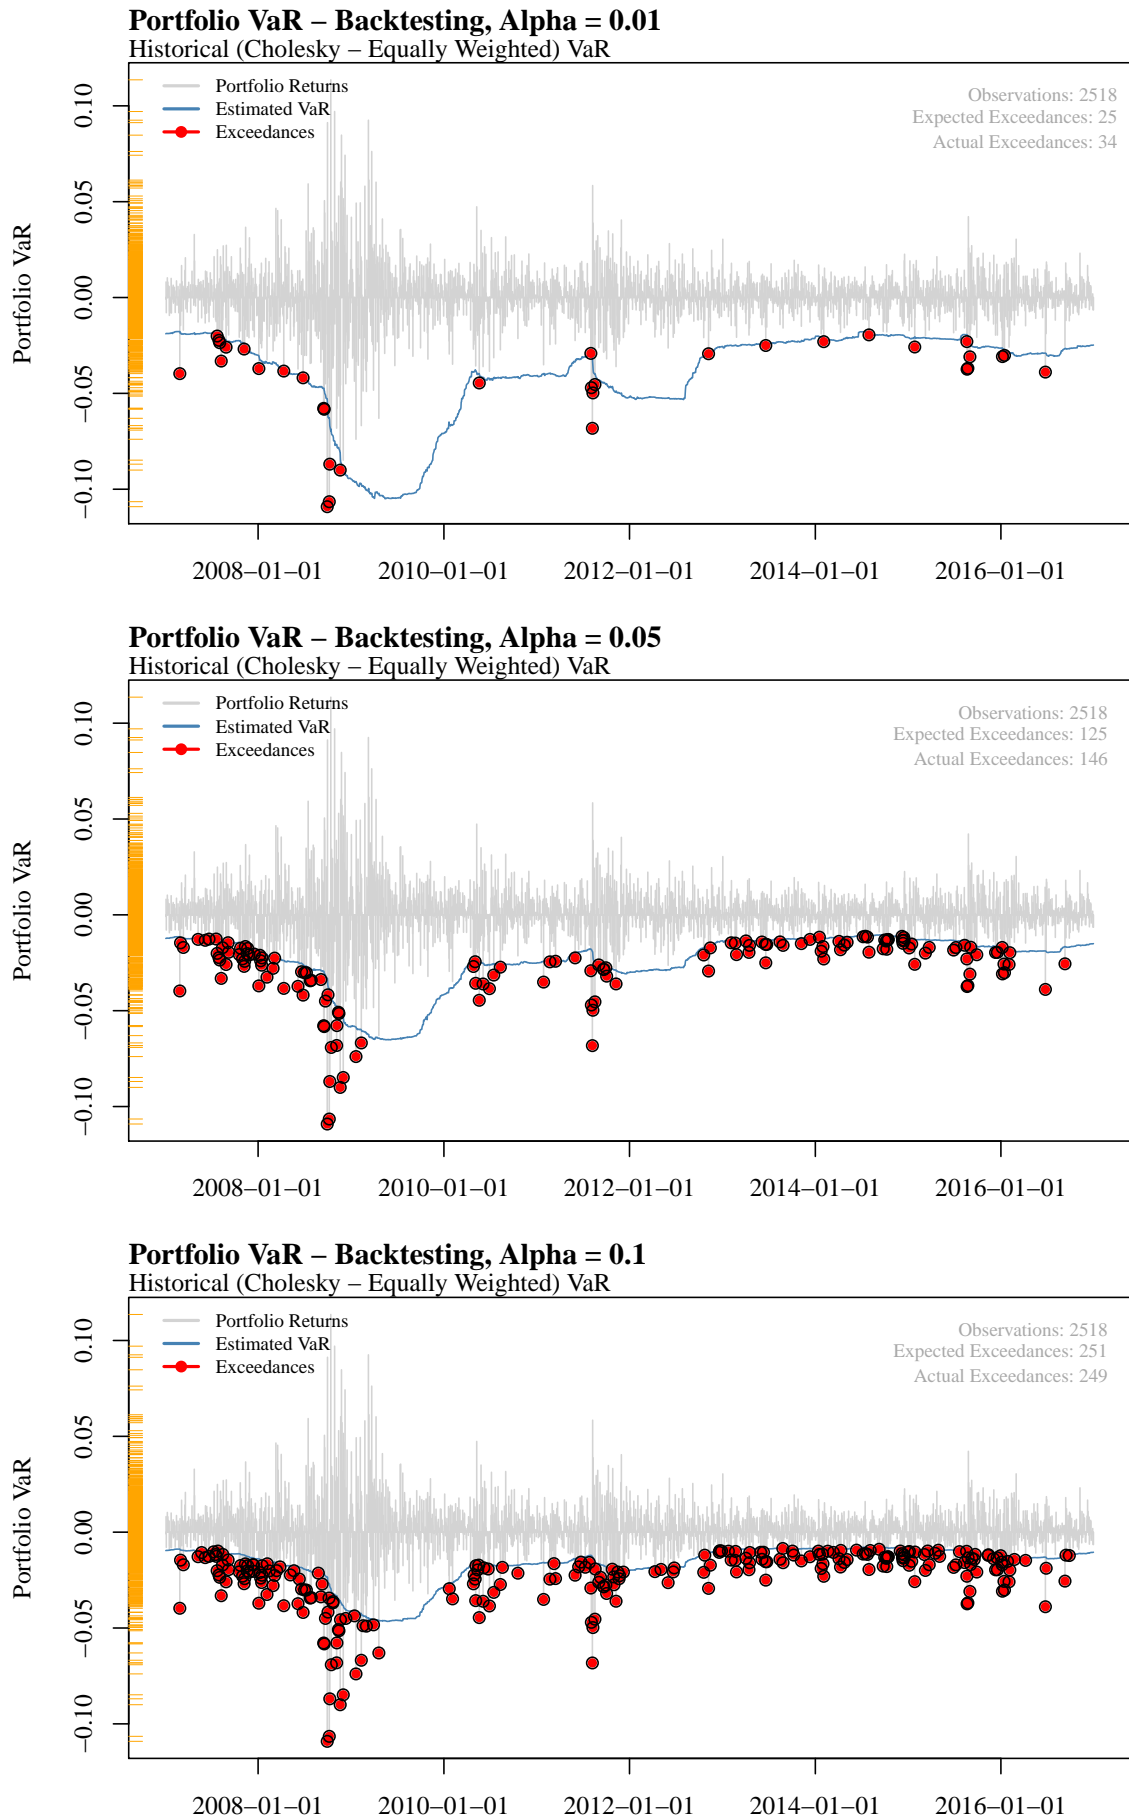 Portfolio VaR – Backtesting, Alpha = 0.01
Historical (Cholesky – Equally Weighted) VaR
Portfolio Returns
Estimated VaR
Exceedances
Observations: 2518
Expected Exceedances: 25
Actual Exceedances: 34
Portfolio VaR
0.10
0.05
0.00
−0.05
−0.10
2008−01−01
2010−01−01
2012−01−01
2014−01−01
2016−01−01
Portfolio VaR – Backtesting, Alpha = 0.05
Historical (Cholesky – Equally Weighted) VaR
Portfolio Returns
Estimated VaR
Exceedances
Observations: 2518
Expected Exceedances: 125
Actual Exceedances: 146
Portfolio VaR
0.10
0.05
0.00
−0.05
−0.10
2008−01−01
2010−01−01
2012−01−01
2014−01−01
2016−01−01
Portfolio VaR – Backtesting, Alpha = 0.1
Historical (Cholesky – Equally Weighted) VaR
Portfolio Returns
Estimated VaR
Exceedances
Observations: 2518
Expected Exceedances: 251
Actual Exceedances: 249
Portfolio VaR
0.10
0.05
0.00
−0.05
−0.10
2008−01−01
2010−01−01
2012−01−01
2014−01−01
2016−01−01